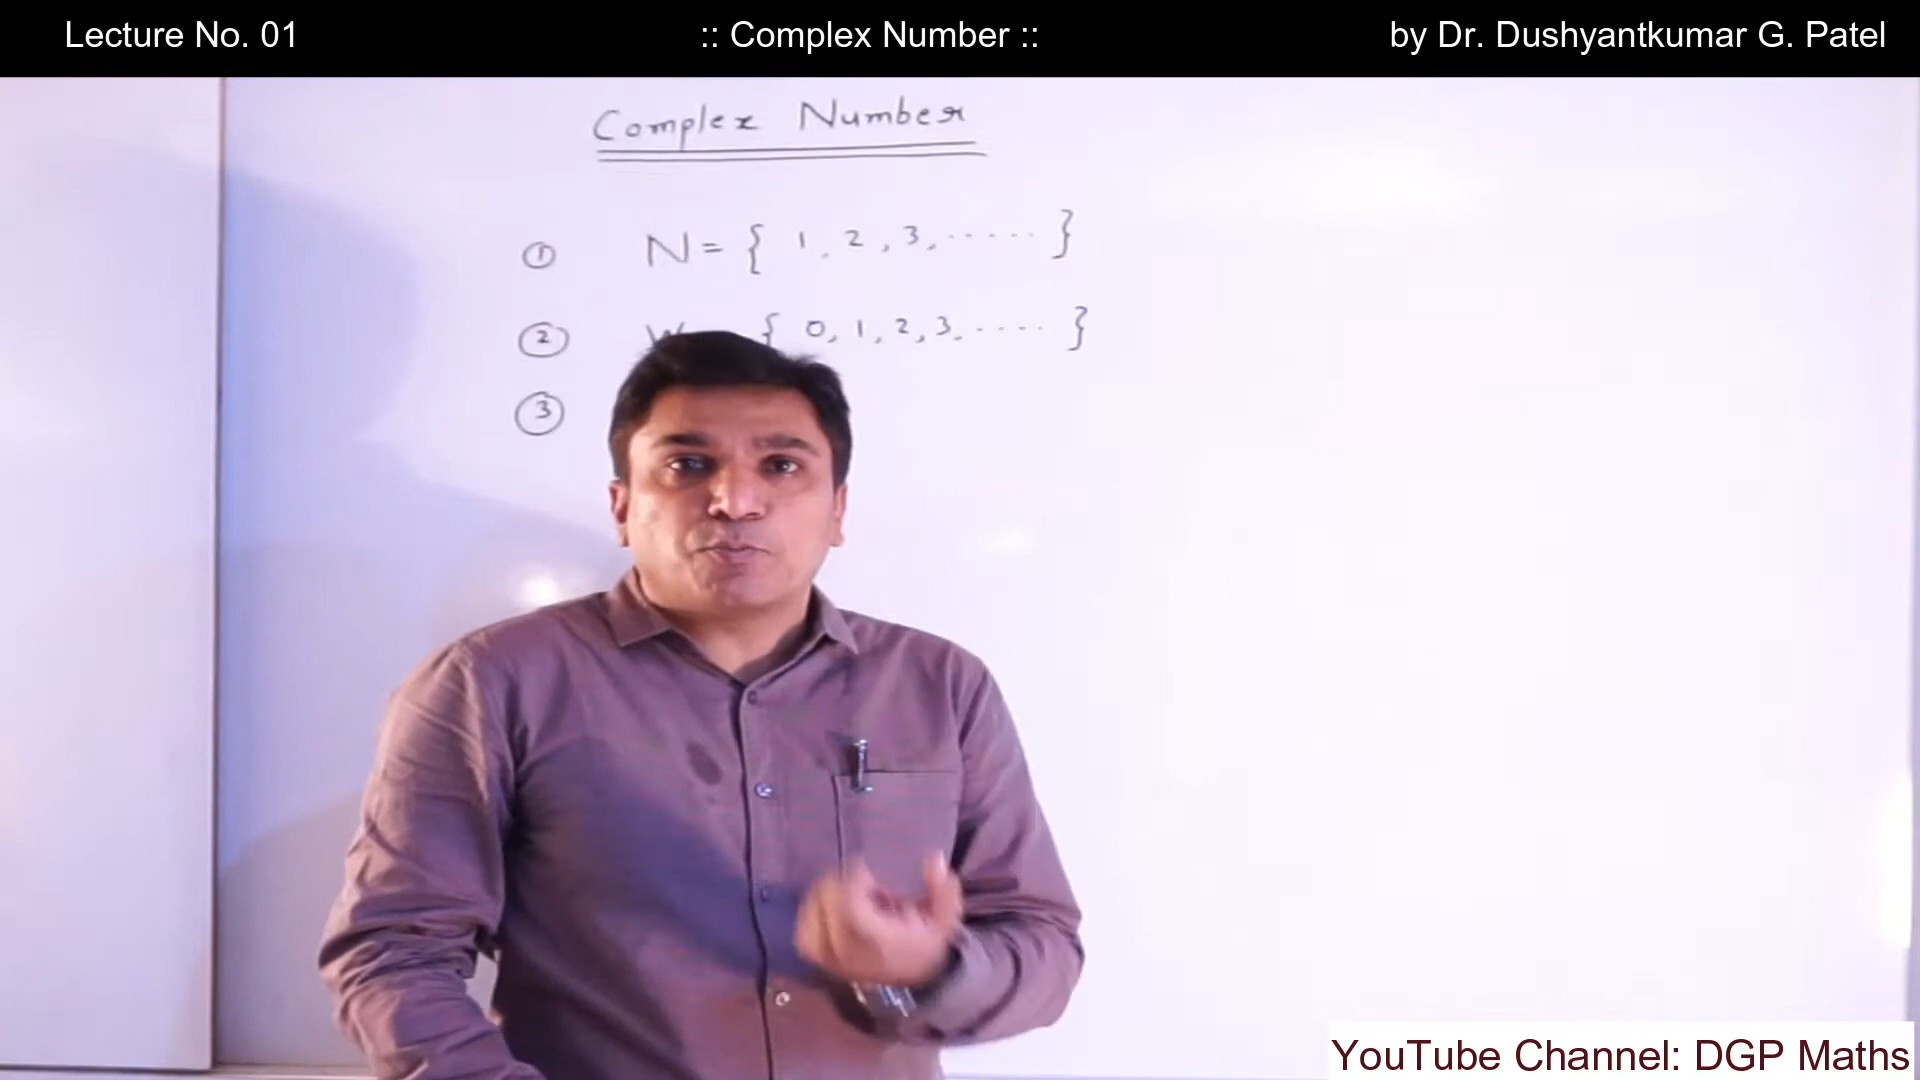 Lecture No. 01 :: Complex Number :: by Dr. Dushyantkumar G. Patel
Complex Number
① N = { 1, 2, 3, ..... }
② W { 0, 1, 2, 3, ..... }
③
YouTube Channel: DGP Maths